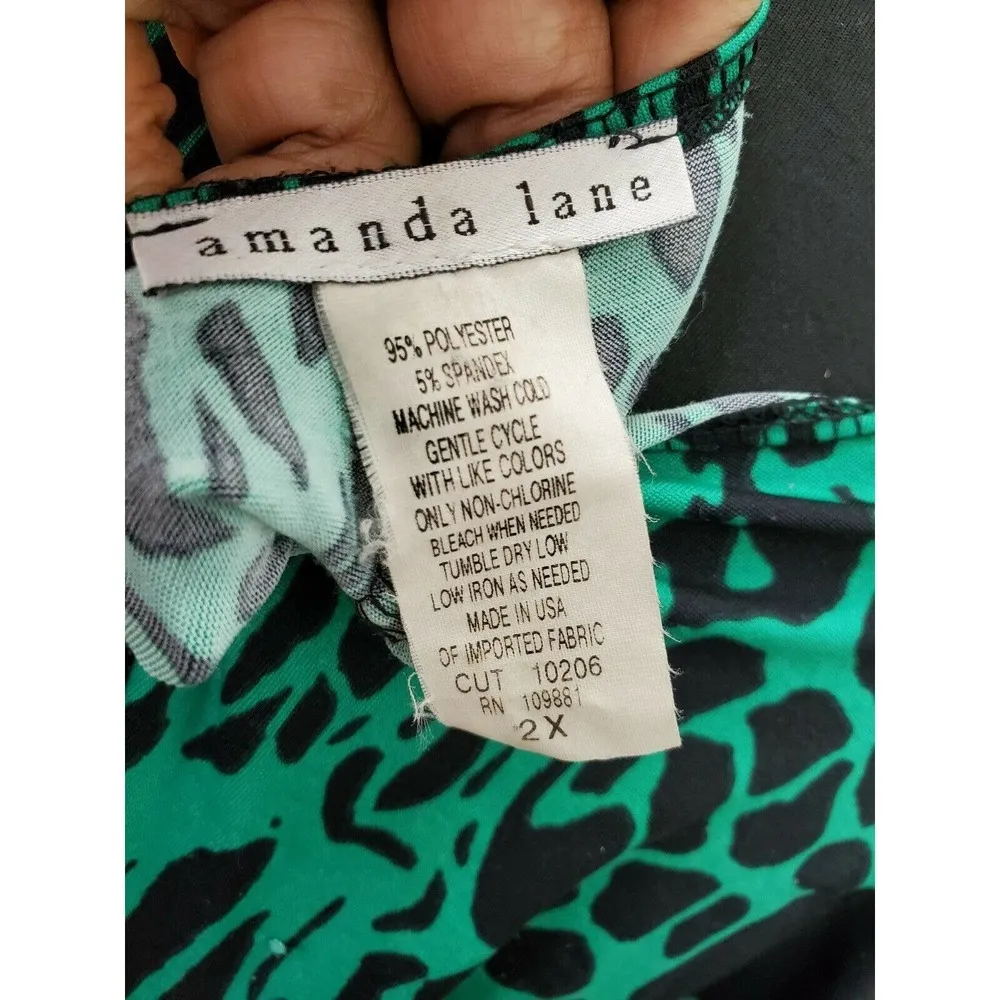 amanda lane
95% POLYESTER
5% SPANDEX
MACHINE WASH COLD
GENTLE CYCLE
WITH LIKE COLORS
ONLY NON-CHLORINE
BLEACH WHEN NEEDED
TUMBLE DRY LOW
LOW IRON AS NEEDED
MADE IN USA
OF IMPORTED FABRIC
CUT 10206
RN 109881
2X